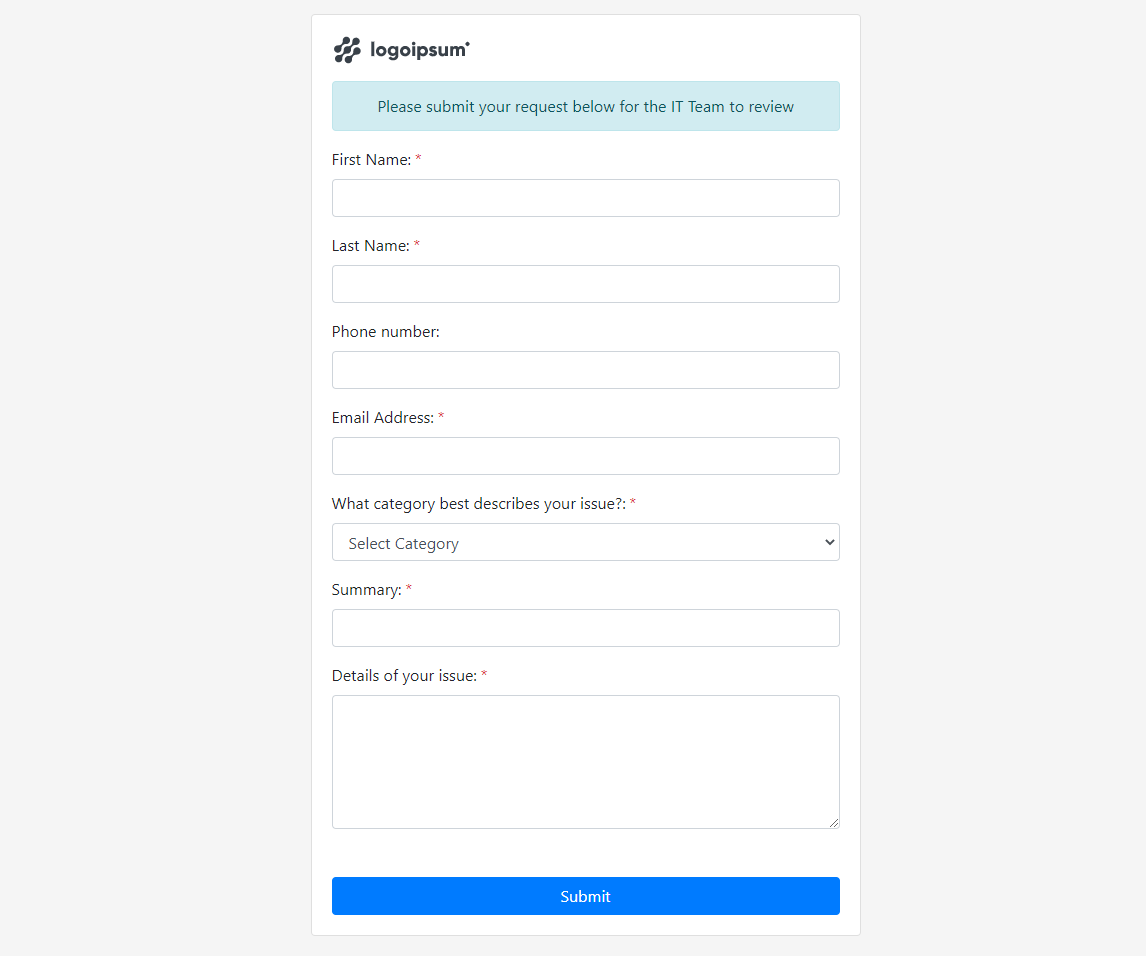 logoipsum
Please submit your request below for the IT Team to review
First Name: *
Last Name: *
Phone number:
Email Address: *
What category best describes your issue?: *
Select Category
Summary: *
Details of your issue: *
Submit